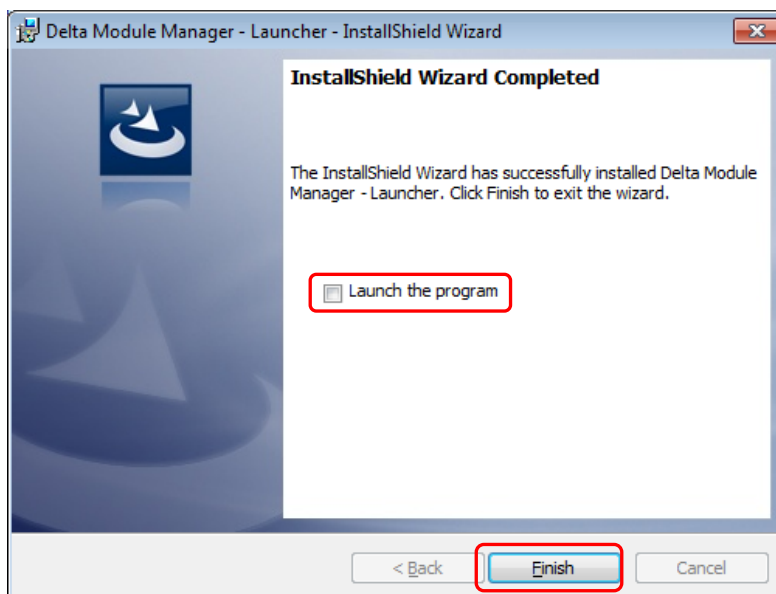 Delta Module Manager - Launcher - InstallShield Wizard
InstallShield Wizard Completed
The InstallShield Wizard has successfully installed Delta Module
Manager - Launcher. Click Finish to exit the wizard.
Launch the program
< Back
Finish
Cancel